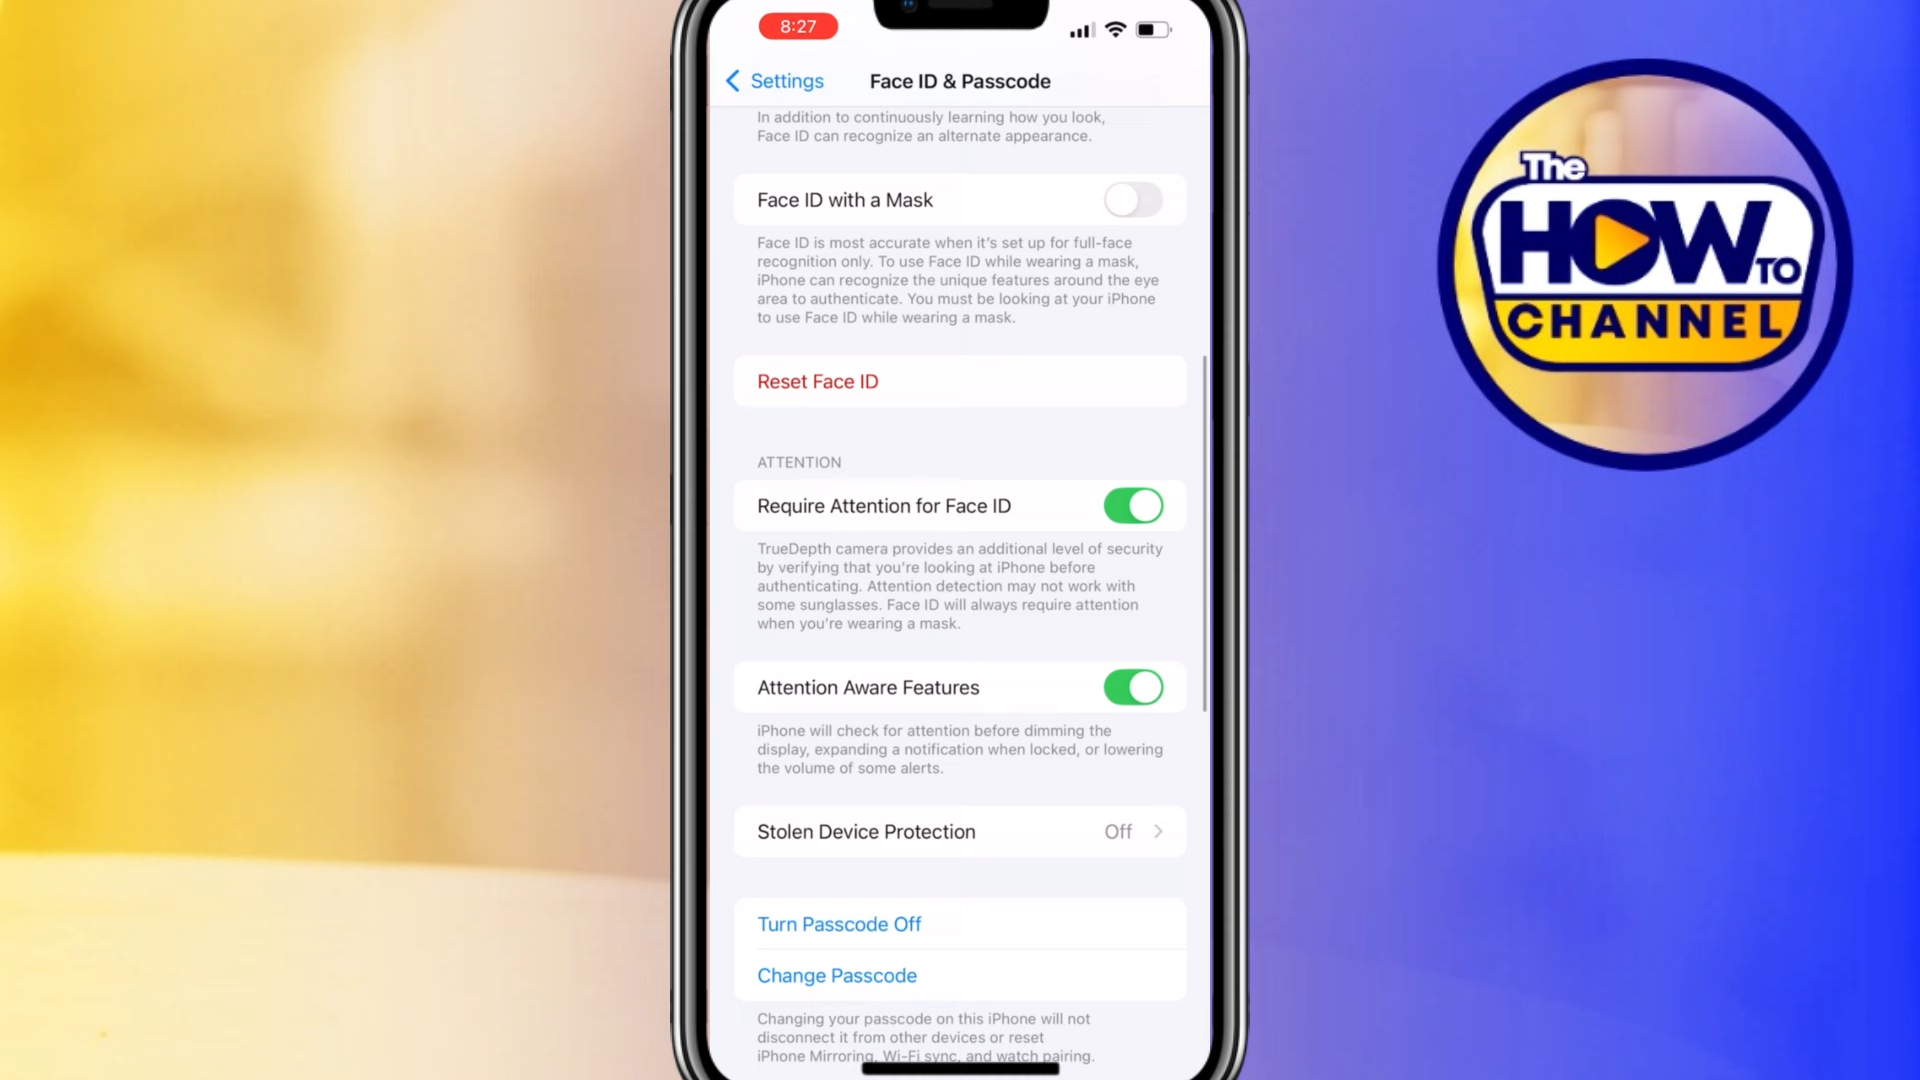 8:27
Settings
Face ID & Passcode
In addition to continuously learning how you look,
Face ID can recognize an alternate appearance.
Face ID with a Mask
Face ID is most accurate when it's set up for full-face
recognition only. To use Face ID while wearing a mask,
iPhone can recognize the unique features around the eye
area to authenticate. You must be looking at your iPhone
to use Face ID while wearing a mask.
Reset Face ID
ATTENTION
Require Attention for Face ID
TrueDepth camera provides an additional level of security
by verifying that you're looking at iPhone before
authenticating. Attention detection may not work with
some sunglasses. Face ID will always require attention
when you're wearing a mask.
Attention Aware Features
iPhone will check for attention before dimming the
display, expanding a notification when locked, or lowering
the volume of some alerts.
Stolen Device Protection Off
Turn Passcode Off
Change Passcode
Changing your passcode on this iPhone will not
disconnect it from other devices or reset
iPhone Mirroring, Wi-Fi sync, and watch pairing.
The
HOW TO
CHANNEL